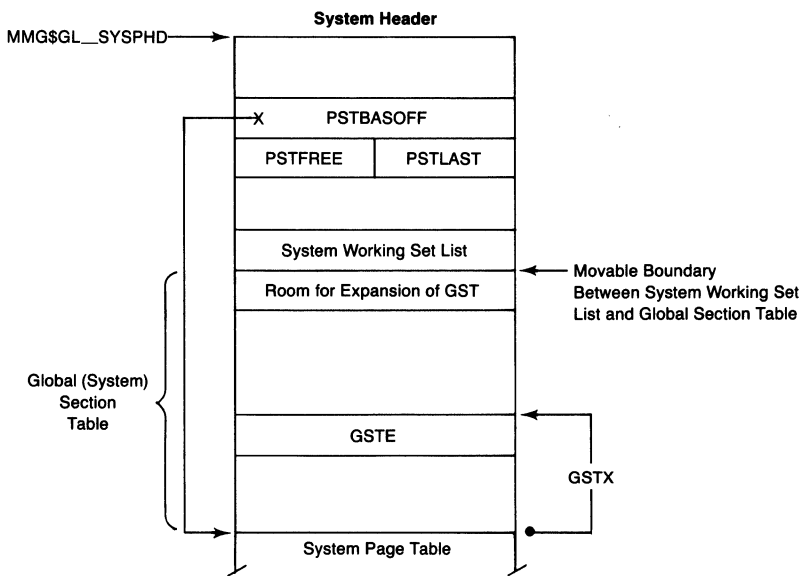 System Header
MMG$GL__SYSPHD
X
PSTBASOFF
PSTFREE
PSTLAST
System Working Set List
Room for Expansion of GST
Movable Boundary
Between System Working Set
List and Global Section Table
Global (System)
Section
Table
GSTE
GSTX
System Page Table